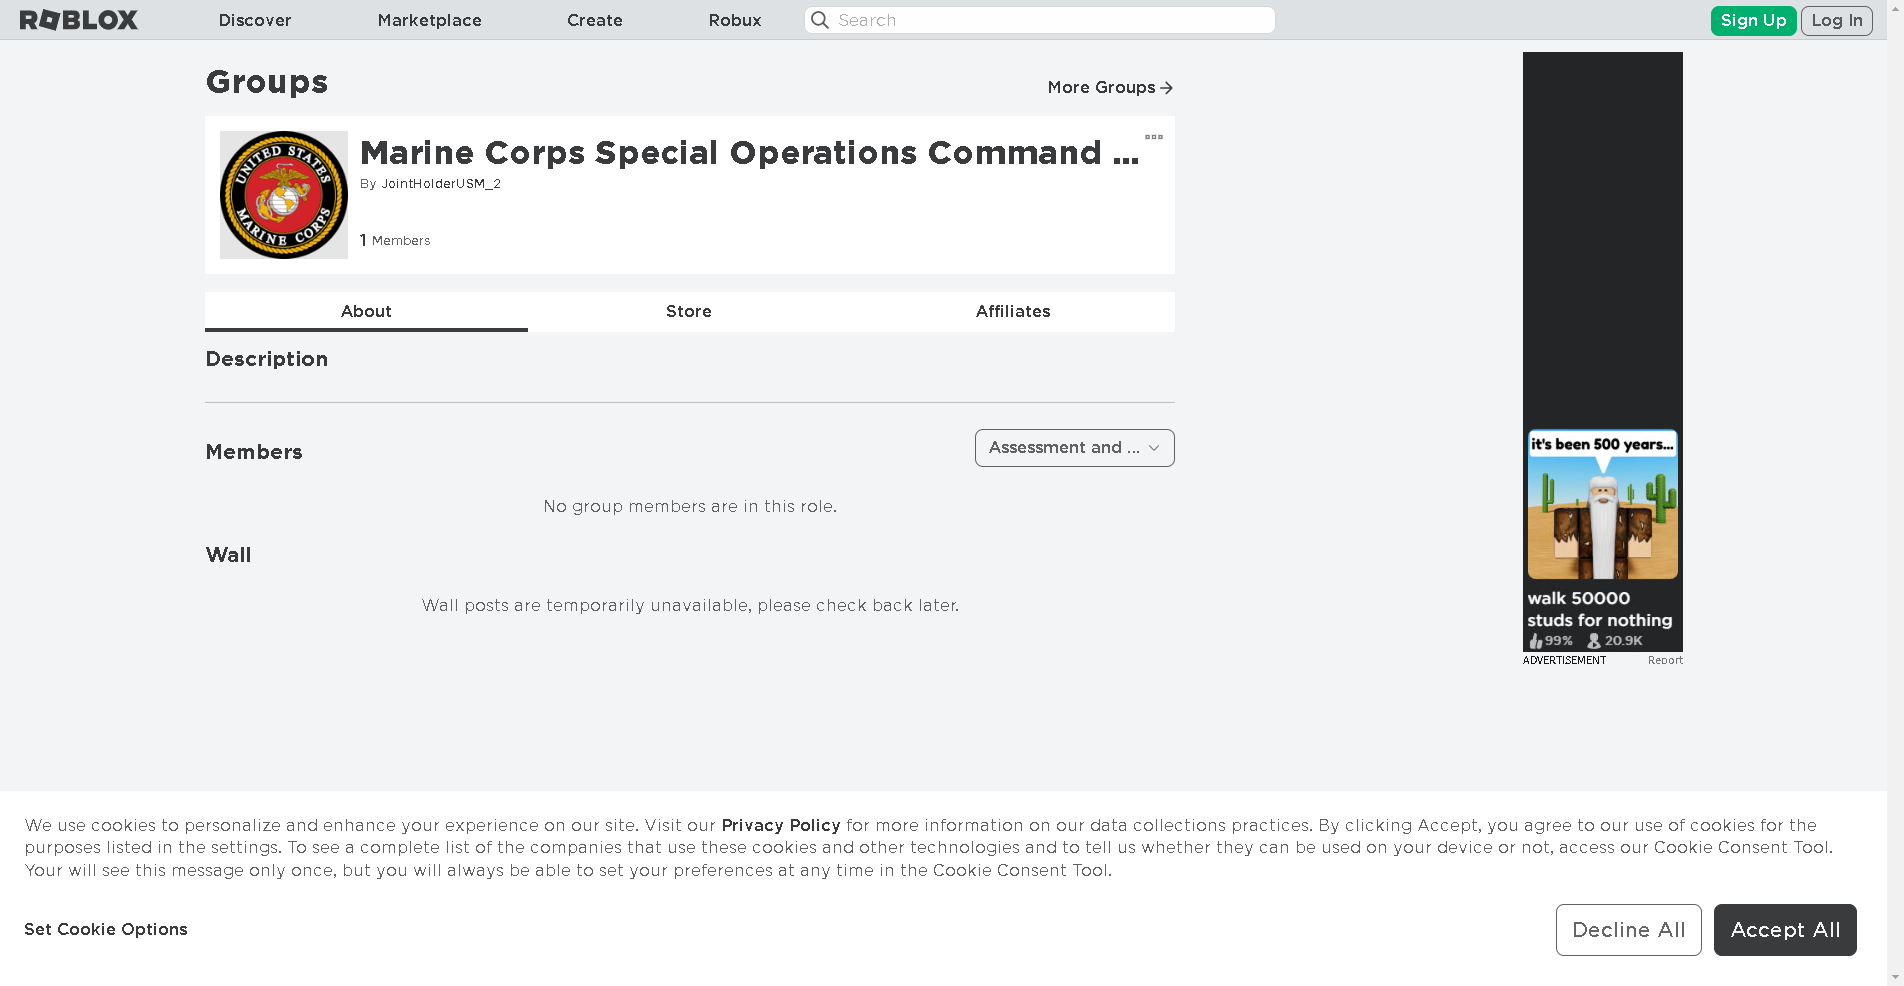 ROBLOX Discover Marketplace Create Robux Search Sign Up Log In
Groups
More Groups
UNITED STATES MARINE CORPS
Marine Corps Special Operations Command ...
By JointHolderUSM_2
1 Members
About Store Affiliates
Description
Members
Assessment and ...
No group members are in this role.
Wall
Wall posts are temporarily unavailable, please check back later.
it's been 500 years...
walk 50000
studs for nothing
99% 20.9K
ADVERTISEMENT Report
We use cookies to personalize and enhance your experience on our site. Visit our Privacy Policy for more information on our data collections practices. By clicking Accept, you agree to our use of cookies for the
purposes listed in the settings. To see a complete list of the companies that use these cookies and other technologies and to tell us whether they can be used on your device or not, access our Cookie Consent Tool.
Your will see this message only once, but you will always be able to set your preferences at any time in the Cookie Consent Tool.
Set Cookie Options
Decline All
Accept All